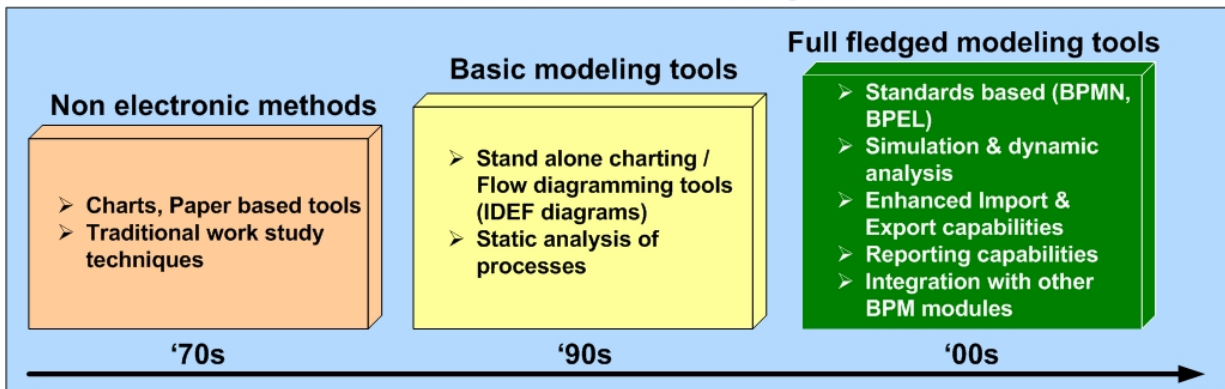 Non electronic methods
➢ Charts, Paper based tools
➢ Traditional work study
techniques
Basic modeling tools
➢ Stand alone charting /
Flow diagramming tools
(IDEF diagrams)
➢ Static analysis of
processes
Full fledged modeling tools
➢ Standards based (BPMN,
BPEL)
➢ Simulation & dynamic
analysis
➢ Enhanced Import &
Export capabilities
➢ Reporting capabilities
➢ Integration with other
BPM modules
‘70s
‘90s
‘00s